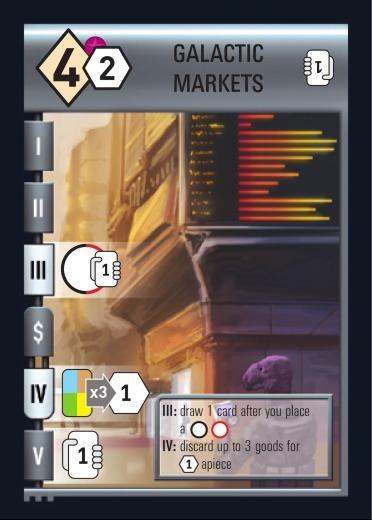 4 2
GALACTIC
MARKETS
1
I
II
III 1
$
IV x3 1
V 1
III: draw 1 card after you place
a
IV: discard up to 3 goods for
1 apiece